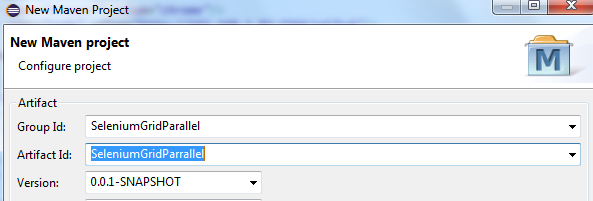 New Maven Project
New Maven project
Configure project
M
Artifact
Group Id: SeleniumGridParallel
Artifact Id: SeleniumGridParrallel
Version: 0.0.1-SNAPSHOT